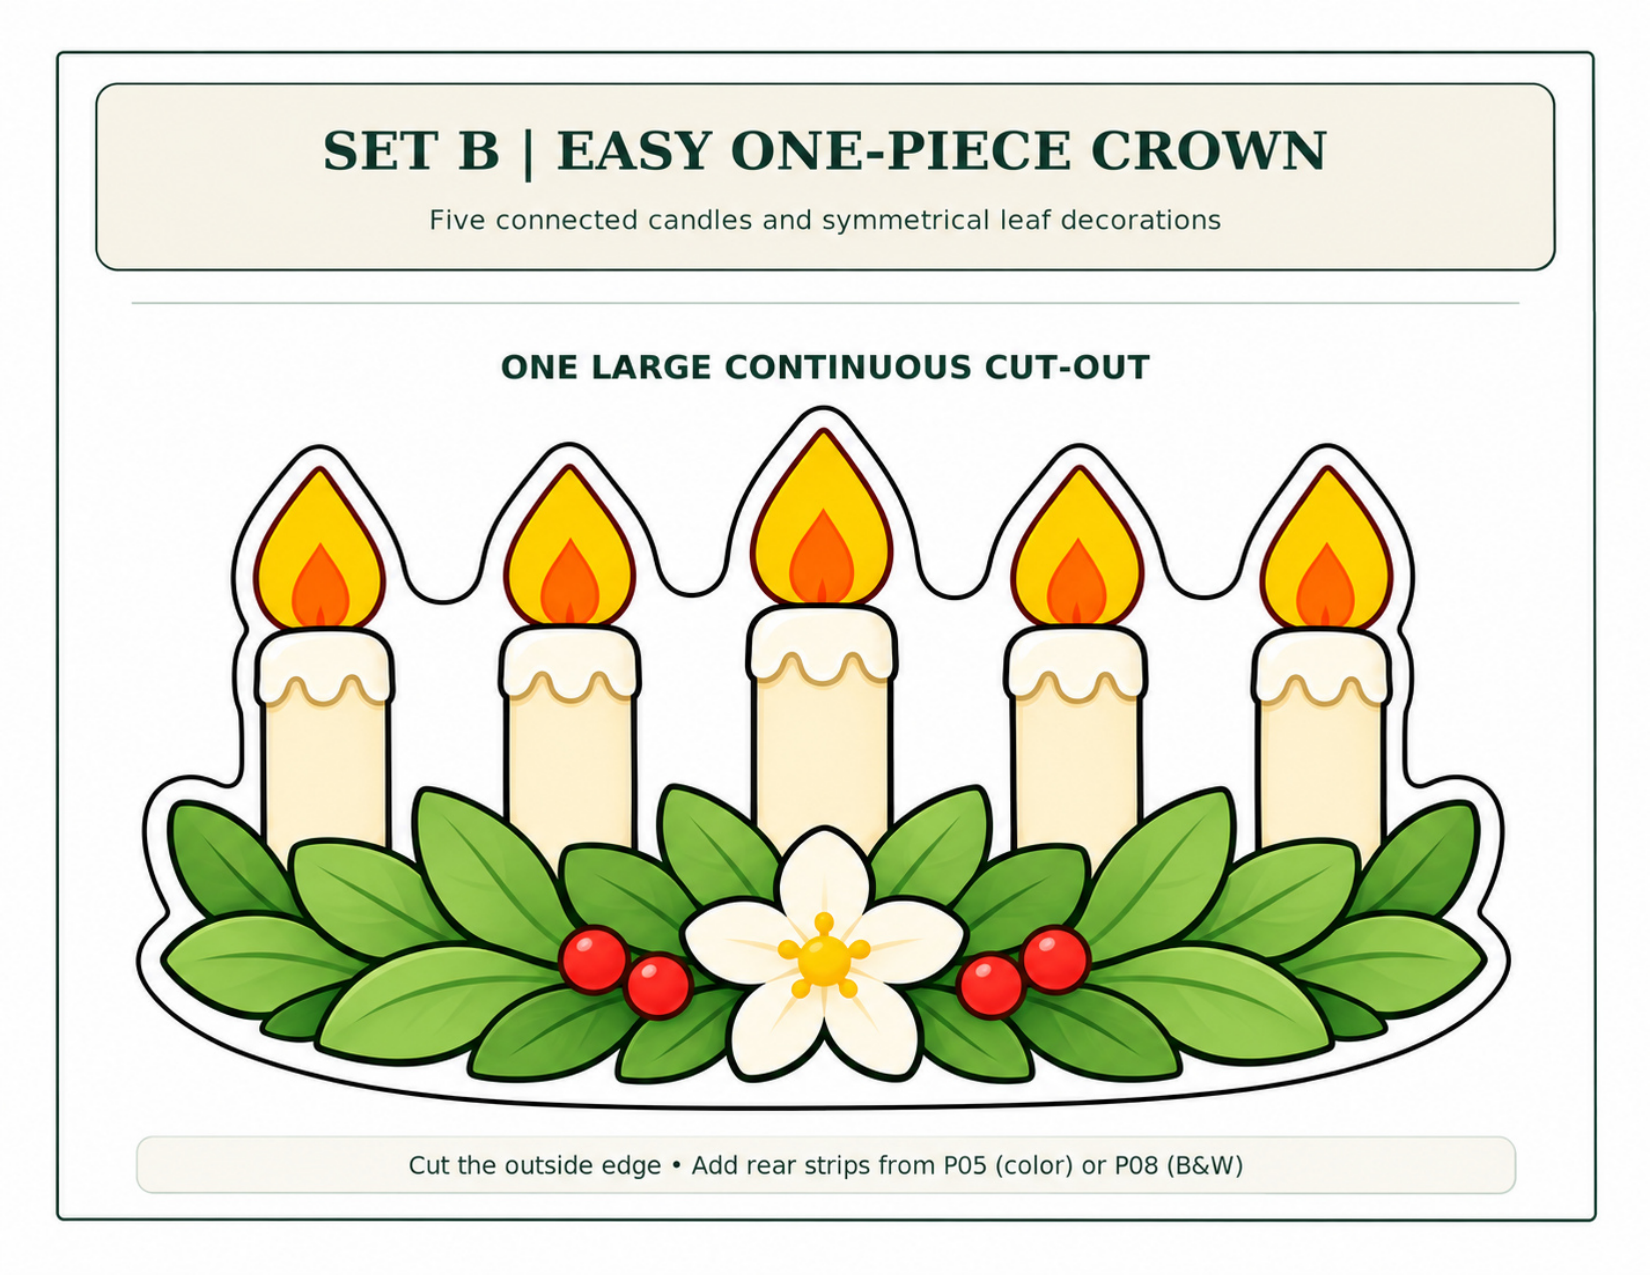 SET B | EASY ONE-PIECE CROWN
Five connected candles and symmetrical leaf decorations
ONE LARGE CONTINUOUS CUT-OUT
Cut the outside edge • Add rear strips from P05 (color) or P08 (B&W)